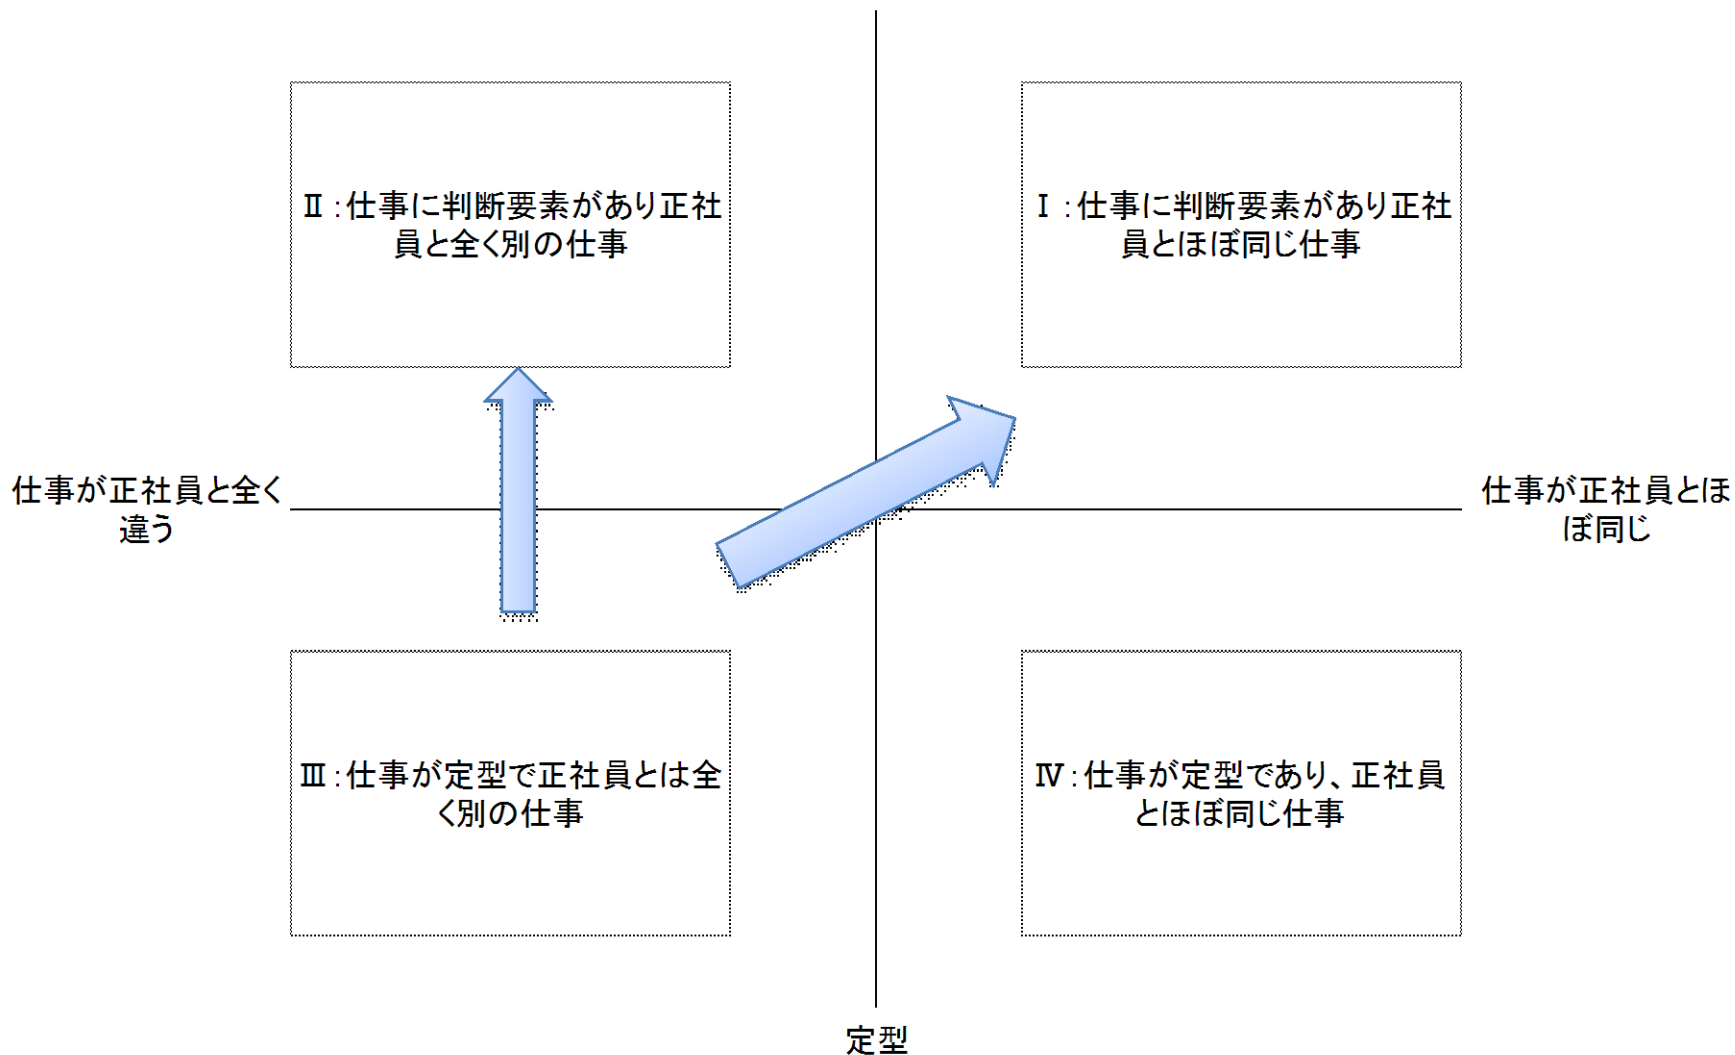 Ⅱ：仕事に判断要素があり正社
員と全く別の仕事
Ⅰ：仕事に判断要素があり正社
員とほぼ同じ仕事
仕事が正社員と全く
違う
仕事が正社員とほ
ぼ同じ
Ⅲ：仕事が定型で正社員とは全
く別の仕事
Ⅳ：仕事が定型であり、正社員
とほぼ同じ仕事
定型